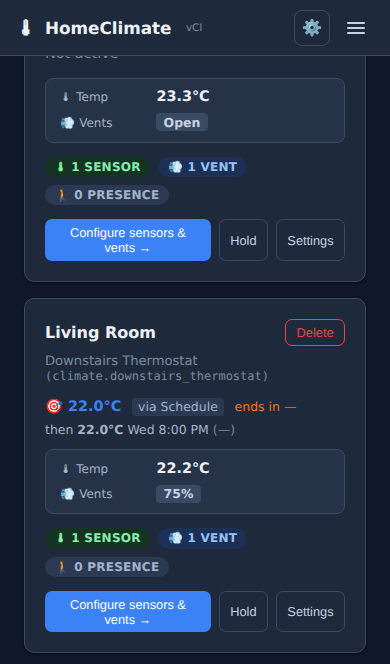 HomeClimate vCI
Not active
Temp 23.3°C
Vents Open
1 SENSOR 1 VENT
0 PRESENCE
Configure sensors &
vents →
Hold
Settings
Living Room
Delete
Downstairs Thermostat
(climate.downstairs_thermostat)
22.0°C via Schedule ends in —
then 22.0°C Wed 8:00 PM (—)
Temp 22.2°C
Vents 75%
1 SENSOR 1 VENT
0 PRESENCE
Configure sensors &
vents →
Hold
Settings